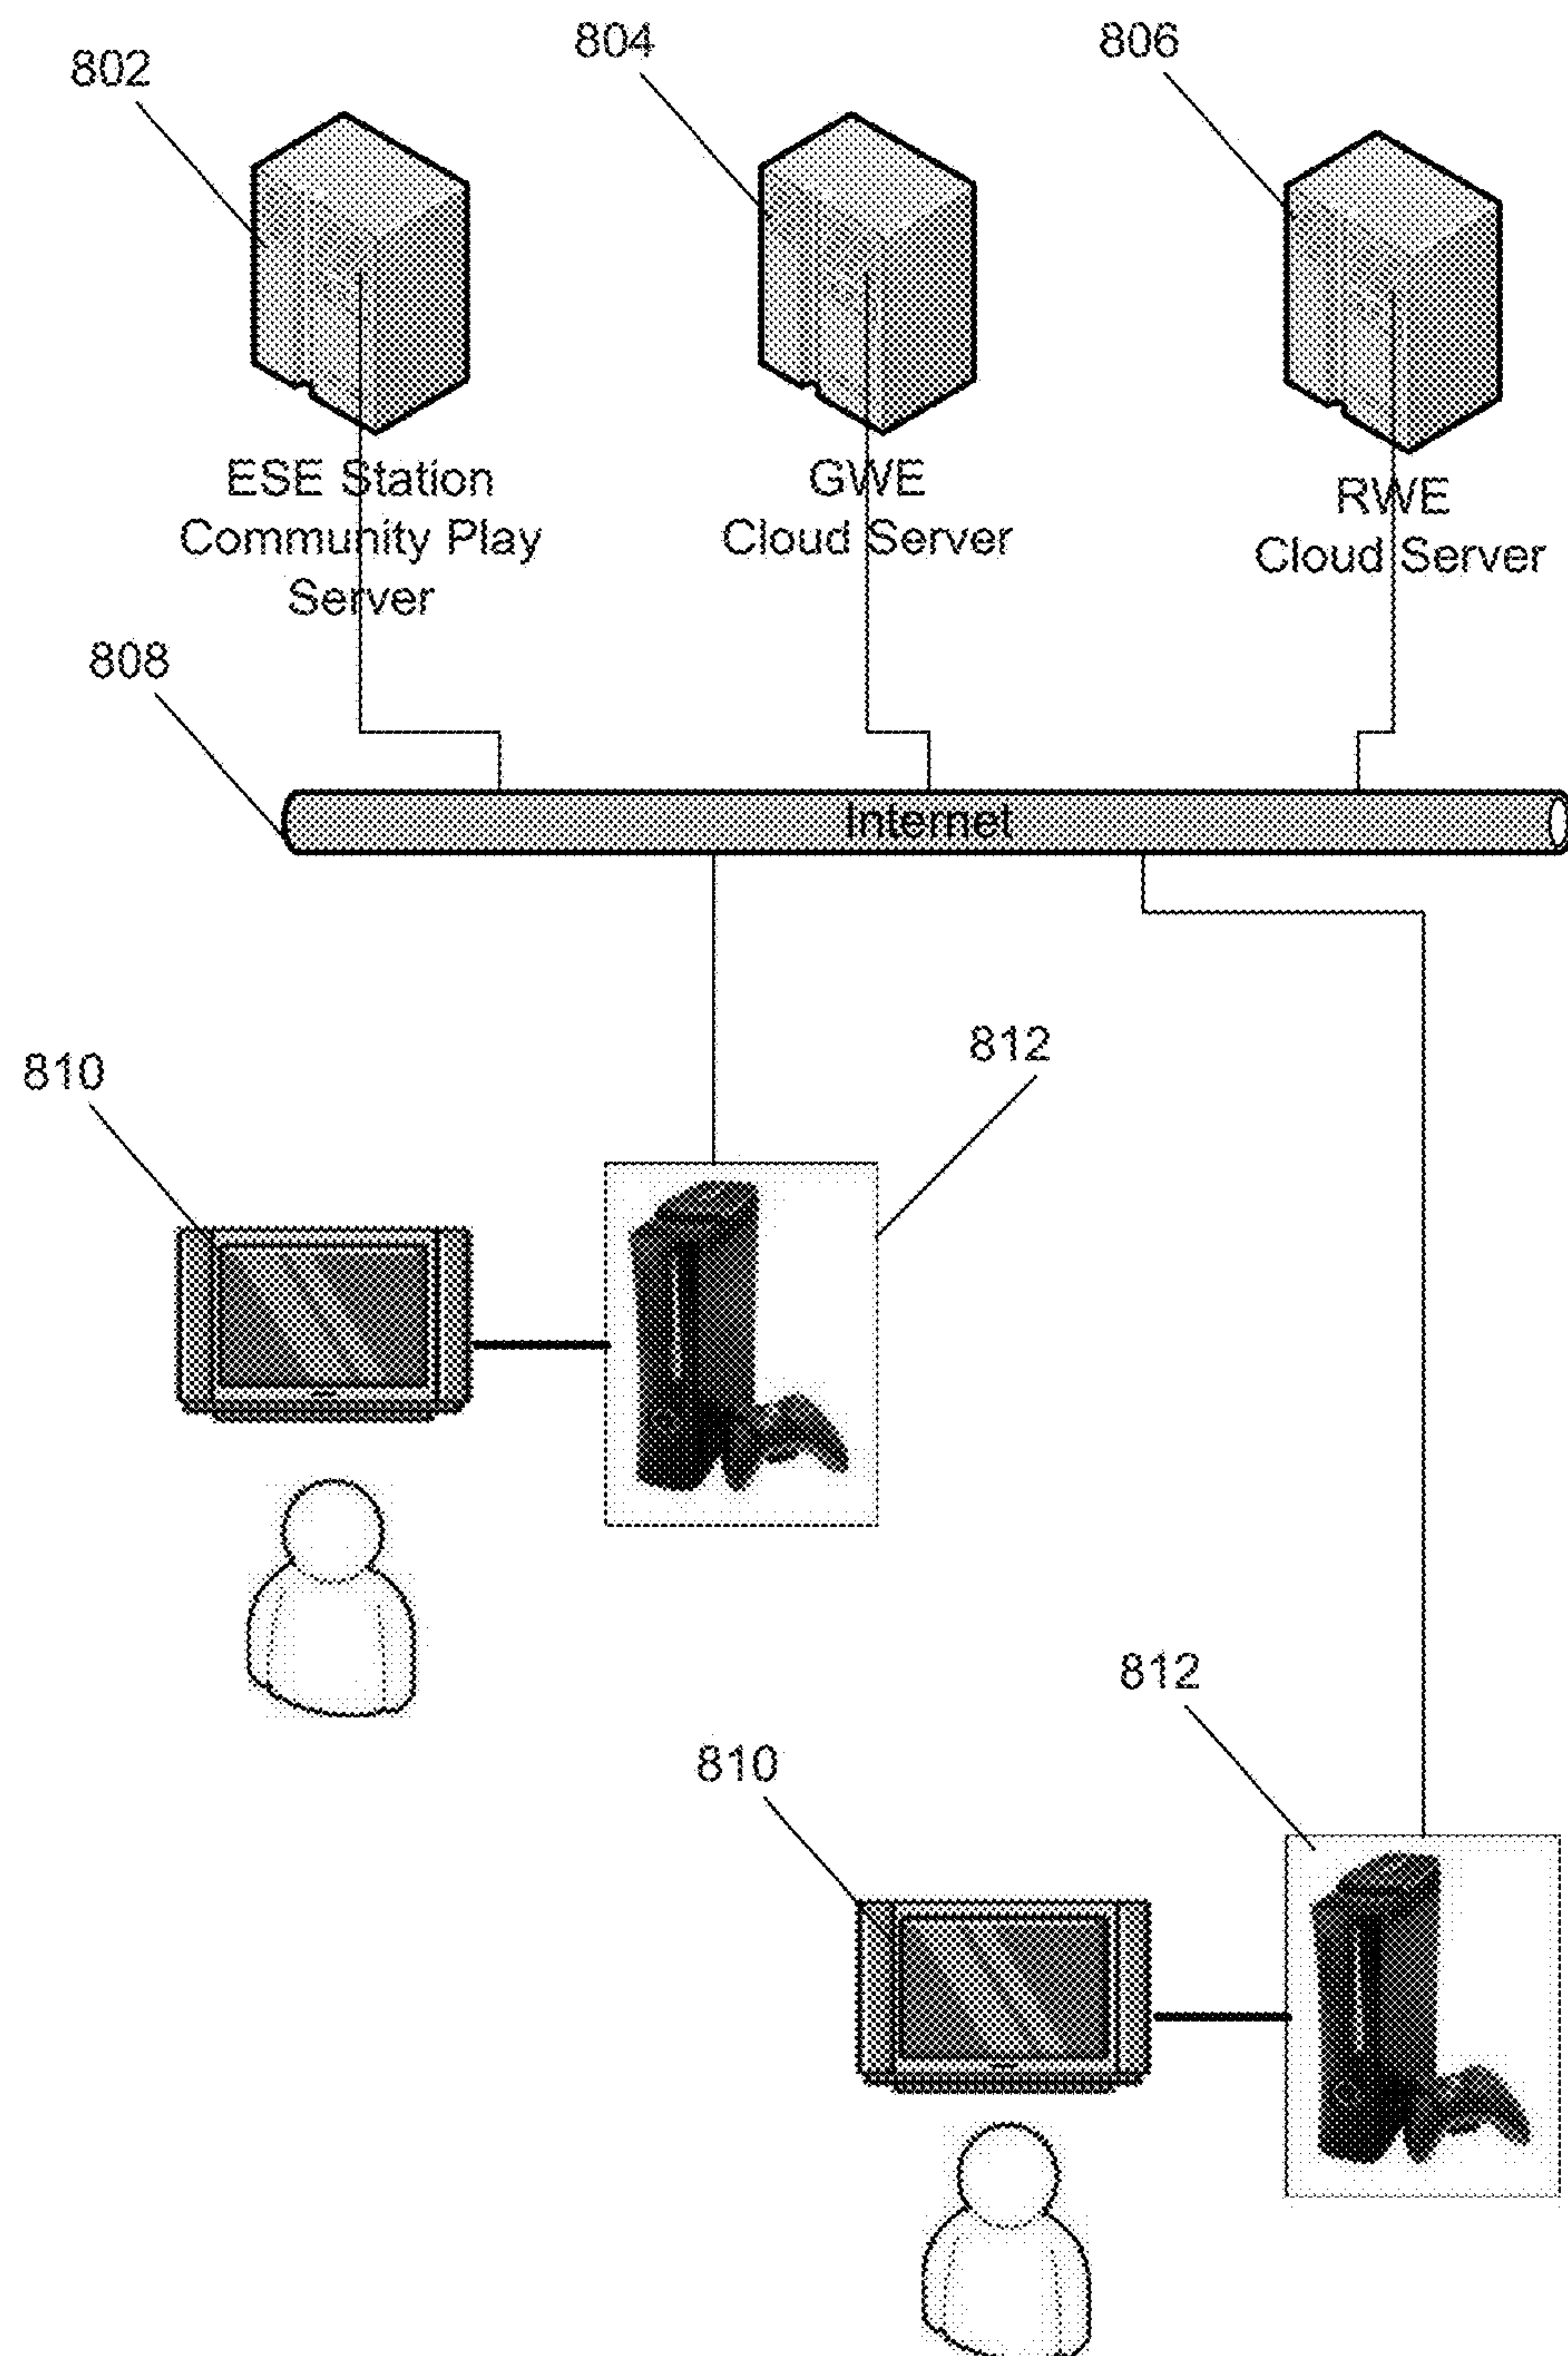 802
804
806
ESE Station
Community Play
Server
GWE
Cloud Server
RWE
Cloud Server
808
Internet
810
812
810
812